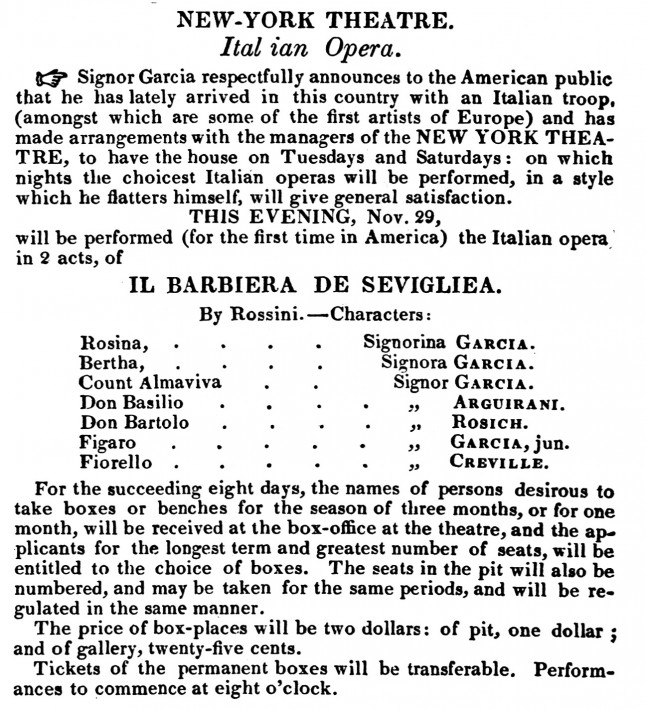 NEW-YORK THEATRE.
Ital ian Opera.
☞ Signor Garcia respectfully announces to the American public
that he has lately arrived in this country with an Italian troop,
(amongst which are some of the first artists of Europe) and has
made arrangements with the managers of the NEW YORK THEA-
TRE, to have the house on Tuesdays and Saturdays: on which
nights the choicest Italian operas will be performed, in a style
which he flatters himself, will give general satisfaction.
THIS EVENING, Nov. 29,
will be performed (for the first time in America) the Italian opera
in 2 acts, of
IL BARBIERA DE SEVIGLIEA.
By Rossini.—Characters:
Rosina, . . . . Signorina GARCIA.
Bertha, . . . . Signora GARCIA.
Count Almaviva . . Signor GARCIA.
Don Basilio . . . . „ ARGUIRANI.
Don Bartolo . . . . „ ROSICH.
Figaro . . . . . „ GARCIA, jun.
Fiorello . . . . . „ CREVILLE.
For the succeeding eight days, the names of persons desirous to
take boxes or benches for the season of three months, or for one
month, will be received at the box-office at the theatre, and the ap-
plicants for the longest term and greatest number of seats, will be
entitled to the choice of boxes. The seats in the pit will also be
numbered, and may be taken for the same periods, and will be re-
gulated in the same manner.
The price of box-places will be two dollars: of pit, one dollar;
and of gallery, twenty-five cents.
Tickets of the permanent boxes will be transferable. Perform-
ances to commence at eight o'clock.